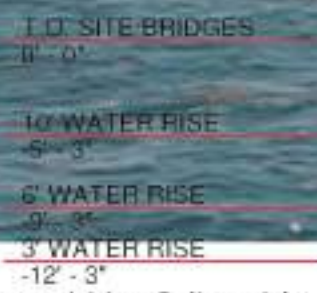 T.O. SITE BRIDGES
0' - 0"
10' WATER RISE
-5' - 3"
6' WATER RISE
-9' - 3"
3' WATER RISE
-12' - 3"